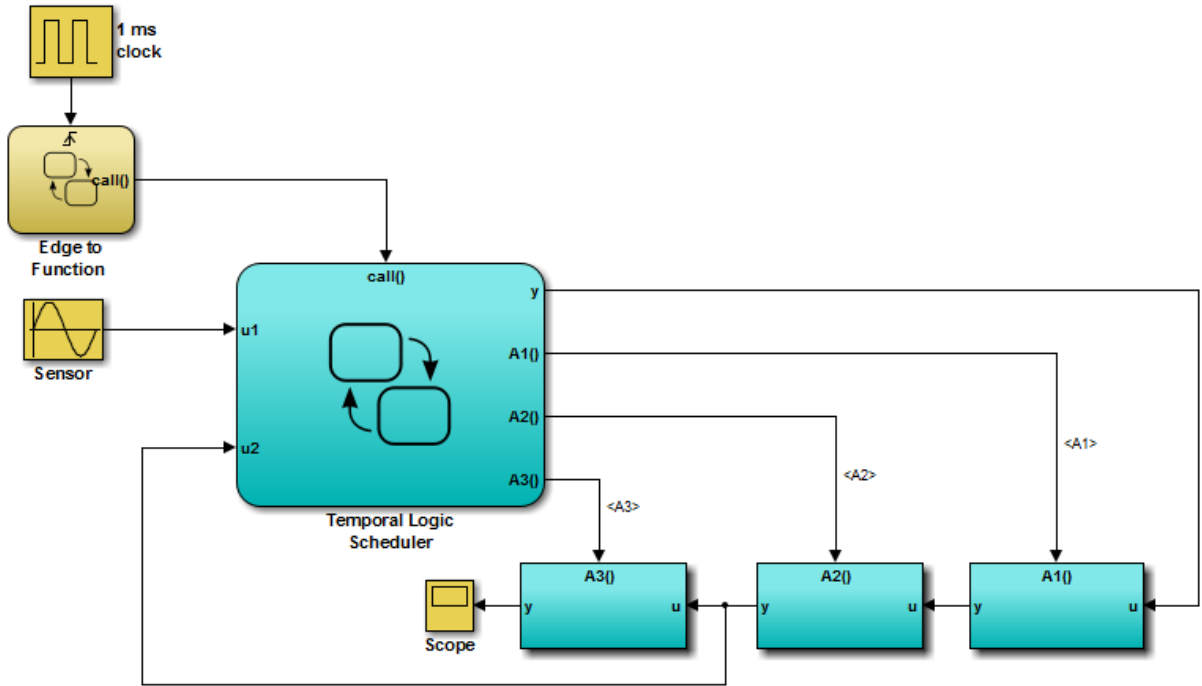 1 ms
clock
call()
Edge to
Function
call()
y
u1
A1()
Sensor
A2()
u2
<A1>
<A2>
A3()
<A3>
Temporal Logic
Scheduler
A3()
A2()
A1()
y
u
y
u
y
u
Scope